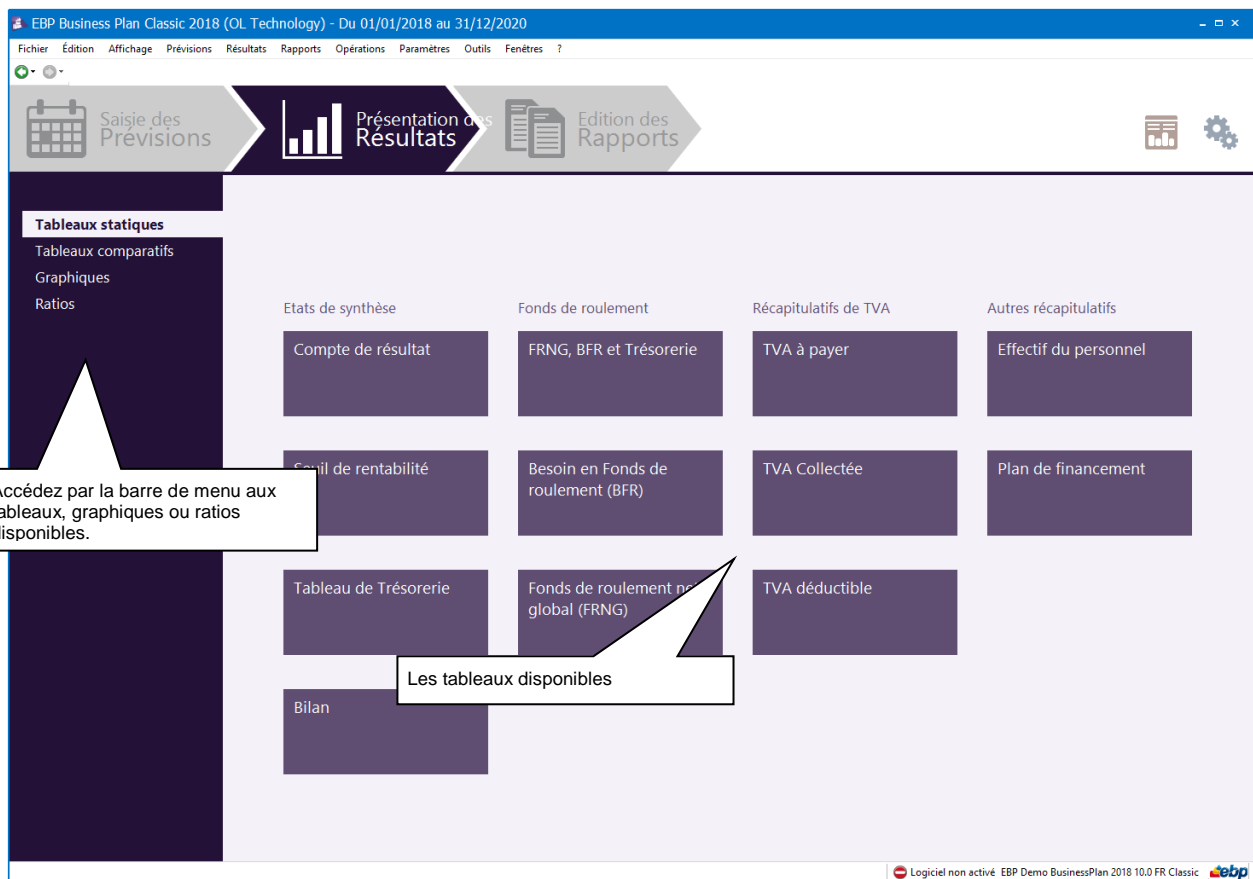 EBP Business Plan Classic 2018 (OL Technology) - Du 01/01/2018 au 31/12/2020
Fichier Édition Affichage Prévisions Résultats Rapports Opérations Paramètres Outils Fenêtres ?
Saisie des
Prévisions
Présentation des
Résultats
Edition des
Rapports
Tableaux statiques
Tableaux comparatifs
Graphiques
Ratios
Etats de synthèse
Fonds de roulement
Récapitulatifs de TVA
Autres récapitulatifs
Compte de résultat
FRNG, BFR et Trésorerie
TVA à payer
Effectif du personnel
Seuil de rentabilité
Besoin en Fonds de
roulement (BFR)
TVA Collectée
Plan de financement
Accédez par la barre de menu aux
tableaux, graphiques ou ratios
disponibles.
Tableau de Trésorerie
Fonds de roulement net
global (FRNG)
TVA déductible
Les tableaux disponibles
Bilan
Logiciel non activé EBP Demo BusinessPlan 2018 10.0 FR Classic ebp